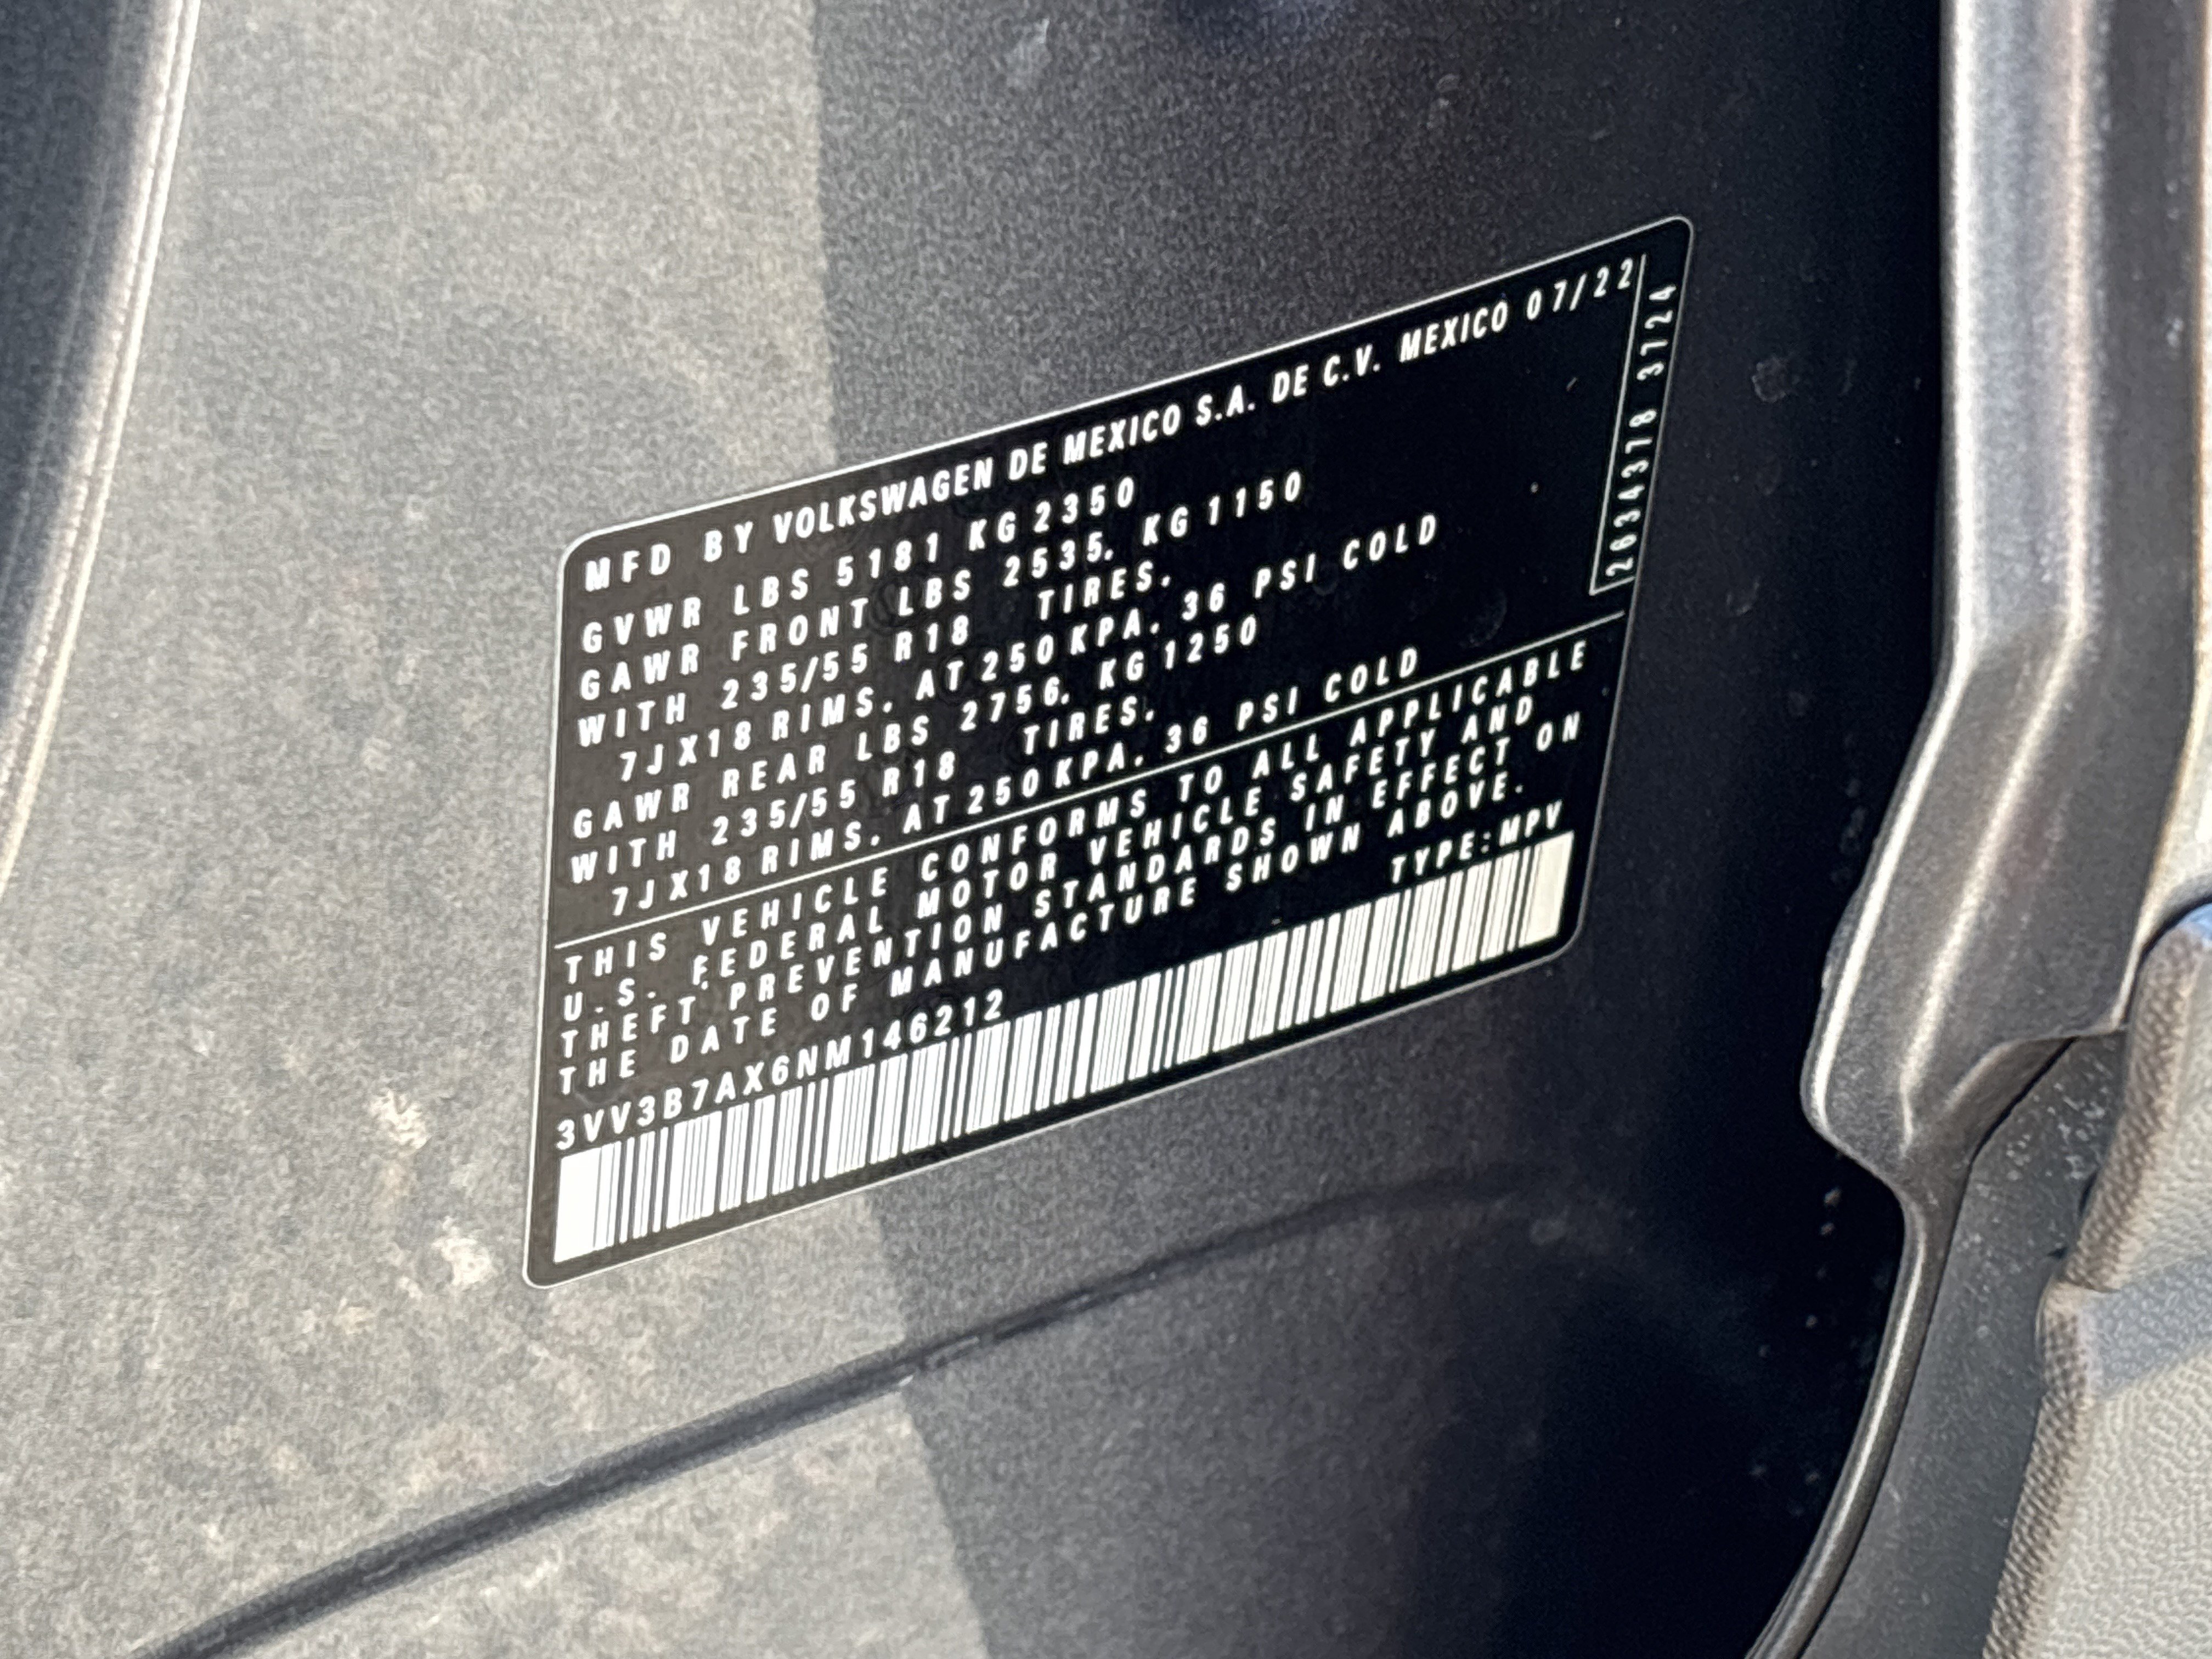 MFD BY VOLKSWAGEN DE MEXICO S.A. DE C.V. MEXICO 07/22
GVWR LBS 5181 KG 2350
GAWR FRONT LBS 2535. KG 1150
WITH 235/55 R18 TIRES.
7JX18 RIMS. AT 250KPA. 36 PSI COLD
GAWR REAR LBS 2756. KG 1250
WITH 235/55 R18 TIRES.
7JX18 RIMS. AT 250KPA. 36 PSI COLD
2634378 3724
THIS VEHICLE CONFORMS TO ALL APPLICABLE
U.S. FEDERAL MOTOR VEHICLE SAFETY AND
THEFT PREVENTION STANDARDS IN EFFECT ON
THE DATE OF MANUFACTURE SHOWN ABOVE.
3VV3B7AX6NM146212 TYPE:MPV